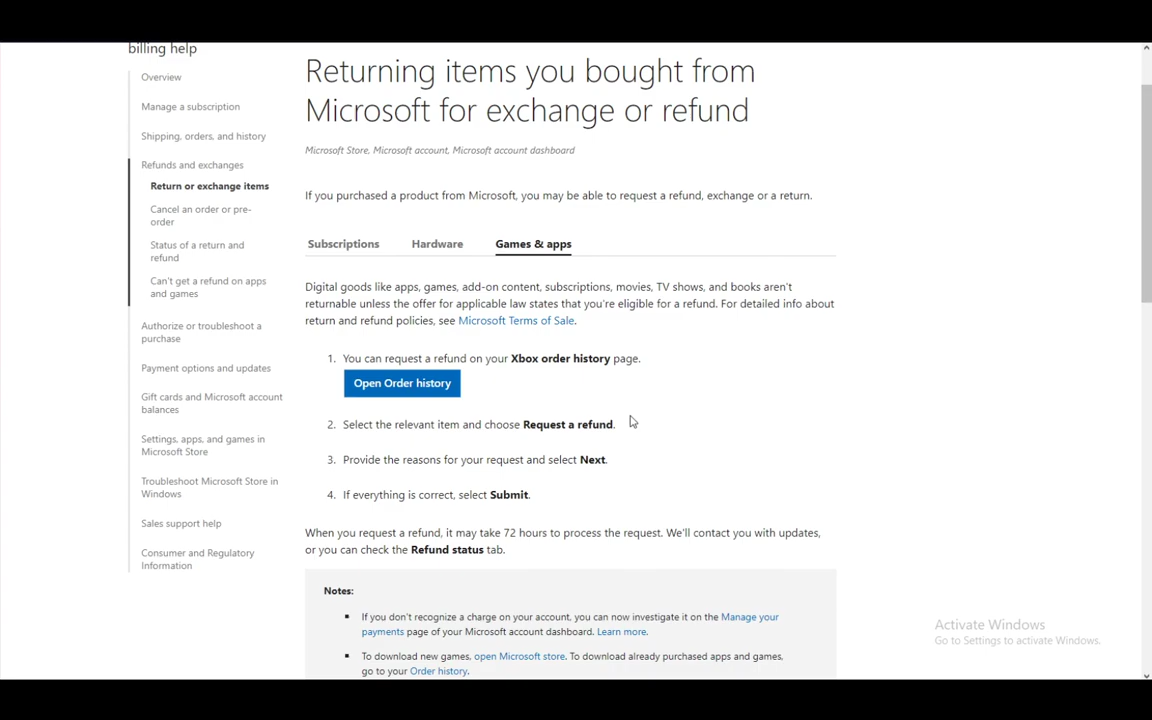 billing help
Overview
Manage a subscription
Shipping, orders, and history
Refunds and exchanges
Return or exchange items
Cancel an order or pre-
order
Status of a return and
refund
Can't get a refund on apps
and games
Authorize or troubleshoot a
purchase
Payment options and updates
Gift cards and Microsoft account
balances
Settings, apps, and games in
Microsoft Store
Troubleshoot Microsoft Store in
Windows
Sales support help
Consumer and Regulatory
Information
Returning items you bought from
Microsoft for exchange or refund
Microsoft Store, Microsoft account, Microsoft account dashboard
If you purchased a product from Microsoft, you may be able to request a refund, exchange or a return.
Subscriptions Hardware Games & apps
Digital goods like apps, games, add-on content, subscriptions, movies, TV shows, and books aren't
returnable unless the offer for applicable law states that you're eligible for a refund. For detailed info about
return and refund policies, see Microsoft Terms of Sale.
1. You can request a refund on your Xbox order history page.
Open Order history
2. Select the relevant item and choose Request a refund.
3. Provide the reasons for your request and select Next.
4. If everything is correct, select Submit.
When you request a refund, it may take 72 hours to process the request. We'll contact you with updates,
or you can check the Refund status tab.
Notes:
If you don't recognize a charge on your account, you can now investigate it on the Manage your
payments page of your Microsoft account dashboard. Learn more.
To download new games, open Microsoft store. To download already purchased apps and games,
go to your Order history.
Activate Windows
Go to Settings to activate Windows.